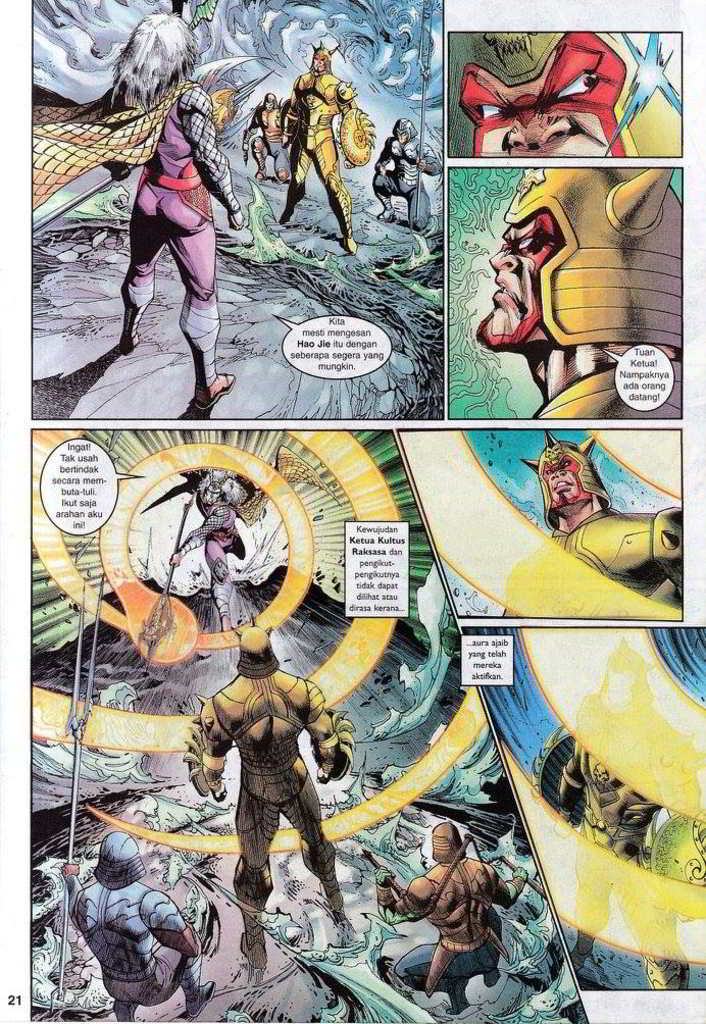 Kita
mesti mengesan
Hao Jie itu dengan
seberapa segera yang
mungkin.
Tuan
Ketua!
Nampaknya
ada orang
datang!
Ingat!
Tak usah
bertindak
secara mem-
buta-tuli.
Ikut saja
arahan aku
ini!
Kewujudan
Ketua Kultus
Raksasa dan
pengikut-
pengikutnya
tidak dapat
dilihat atau
dirasa kerana...
...aura ajaib
yang telah
mereka
aktifkan.
21